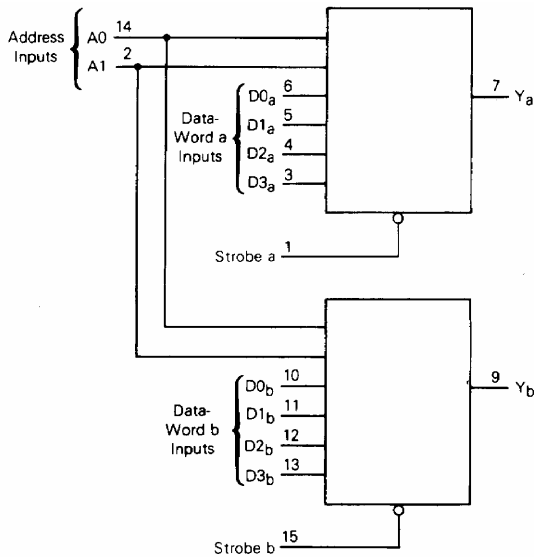 Address
Inputs
A0 14
A1 2
Data-
Word a
Inputs
D0a 6
D1a 5
D2a 4
D3a 3
7 Ya
Strobe a 1
Data-
Word b
Inputs
D0b 10
D1b 11
D2b 12
D3b 13
9 Yb
Strobe b 15